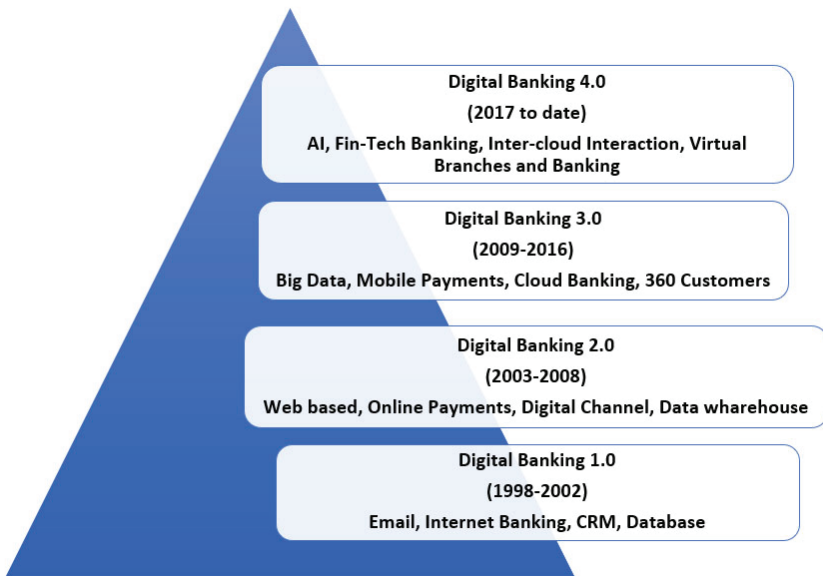 Digital Banking 4.0
(2017 to date)
AI, Fin-Tech Banking, Inter-cloud Interaction, Virtual
Branches and Banking
Digital Banking 3.0
(2009-2016)
Big Data, Mobile Payments, Cloud Banking, 360 Customers
Digital Banking 2.0
(2003-2008)
Web based, Online Payments, Digital Channel, Data wharehouse
Digital Banking 1.0
(1998-2002)
Email, Internet Banking, CRM, Database